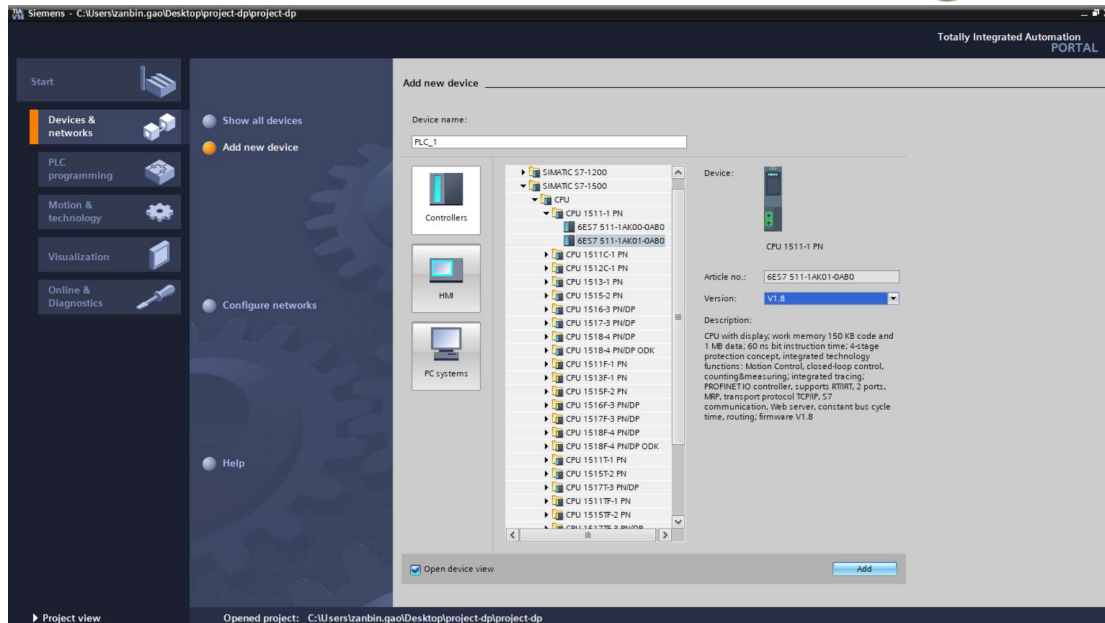 TIA
V14
Siemens - C:\Users\zanbin.gao\Desktop\project-dp\project-dp
Totally Integrated Automation
PORTAL
Start
Devices &
networks
PLC
programming
Motion &
technology
Visualization
Online &
Diagnostics
Show all devices
Add new device
Configure networks
Help
Add new device
Device name:
PLC_1
Controllers
HMI
PC systems
SIMATIC S7-1200
SIMATIC S7-1500
CPU
CPU 1511-1 PN
6ES7 511-1AK00-0AB0
6ES7 511-1AK01-0AB0
CPU 1511C-1 PN
CPU 1512C-1 PN
CPU 1513-1 PN
CPU 1515-2 PN
CPU 1516-3 PN/DP
CPU 1517-3 PN/DP
CPU 1518-4 PN/DP
CPU 1518-4 PN/DP ODK
CPU 1511F-1 PN
CPU 1513F-1 PN
CPU 1515F-2 PN
CPU 1516F-3 PN/DP
CPU 1517F-3 PN/DP
CPU 1518F-4 PN/DP
CPU 1518F-4 PN/DP ODK
CPU 1511T-1 PN
CPU 1515T-2 PN
CPU 1517T-3 PN/DP
CPU 1511TF-1 PN
CPU 1515TF-2 PN
CPU 1517TF-3 PN/DP
Device:
CPU 1511-1 PN
Article no.: 6ES7 511-1AK01-0AB0
Version: V1.8
Description:
CPU with display; work memory 150 KB code and
1 MB data; 60 ns bit instruction time; 4-stage
protection concept, integrated technology
functions: Motion Control, closed-loop control,
counting&measuring; integrated tracing;
PROFINET IO controller, supports RT/IRT, 2 ports,
MRP, transport protocol TCP/IP, S7
communication, Web server, constant bus cycle
time, routing; firmware V1.8
Open device view
Add
Project view
Opened project: C:\Users\zanbin.gao\Desktop\project-dp\project-dp